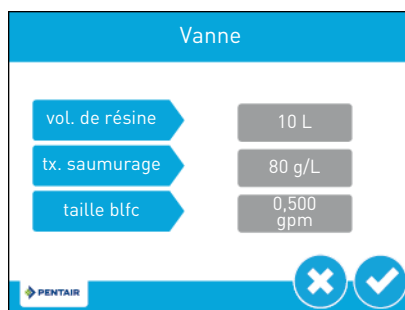 Vanne
vol. de résine
10 L
tx. saumurage
80 g/L
taille blfc
0,500
gpm
PENTAIR